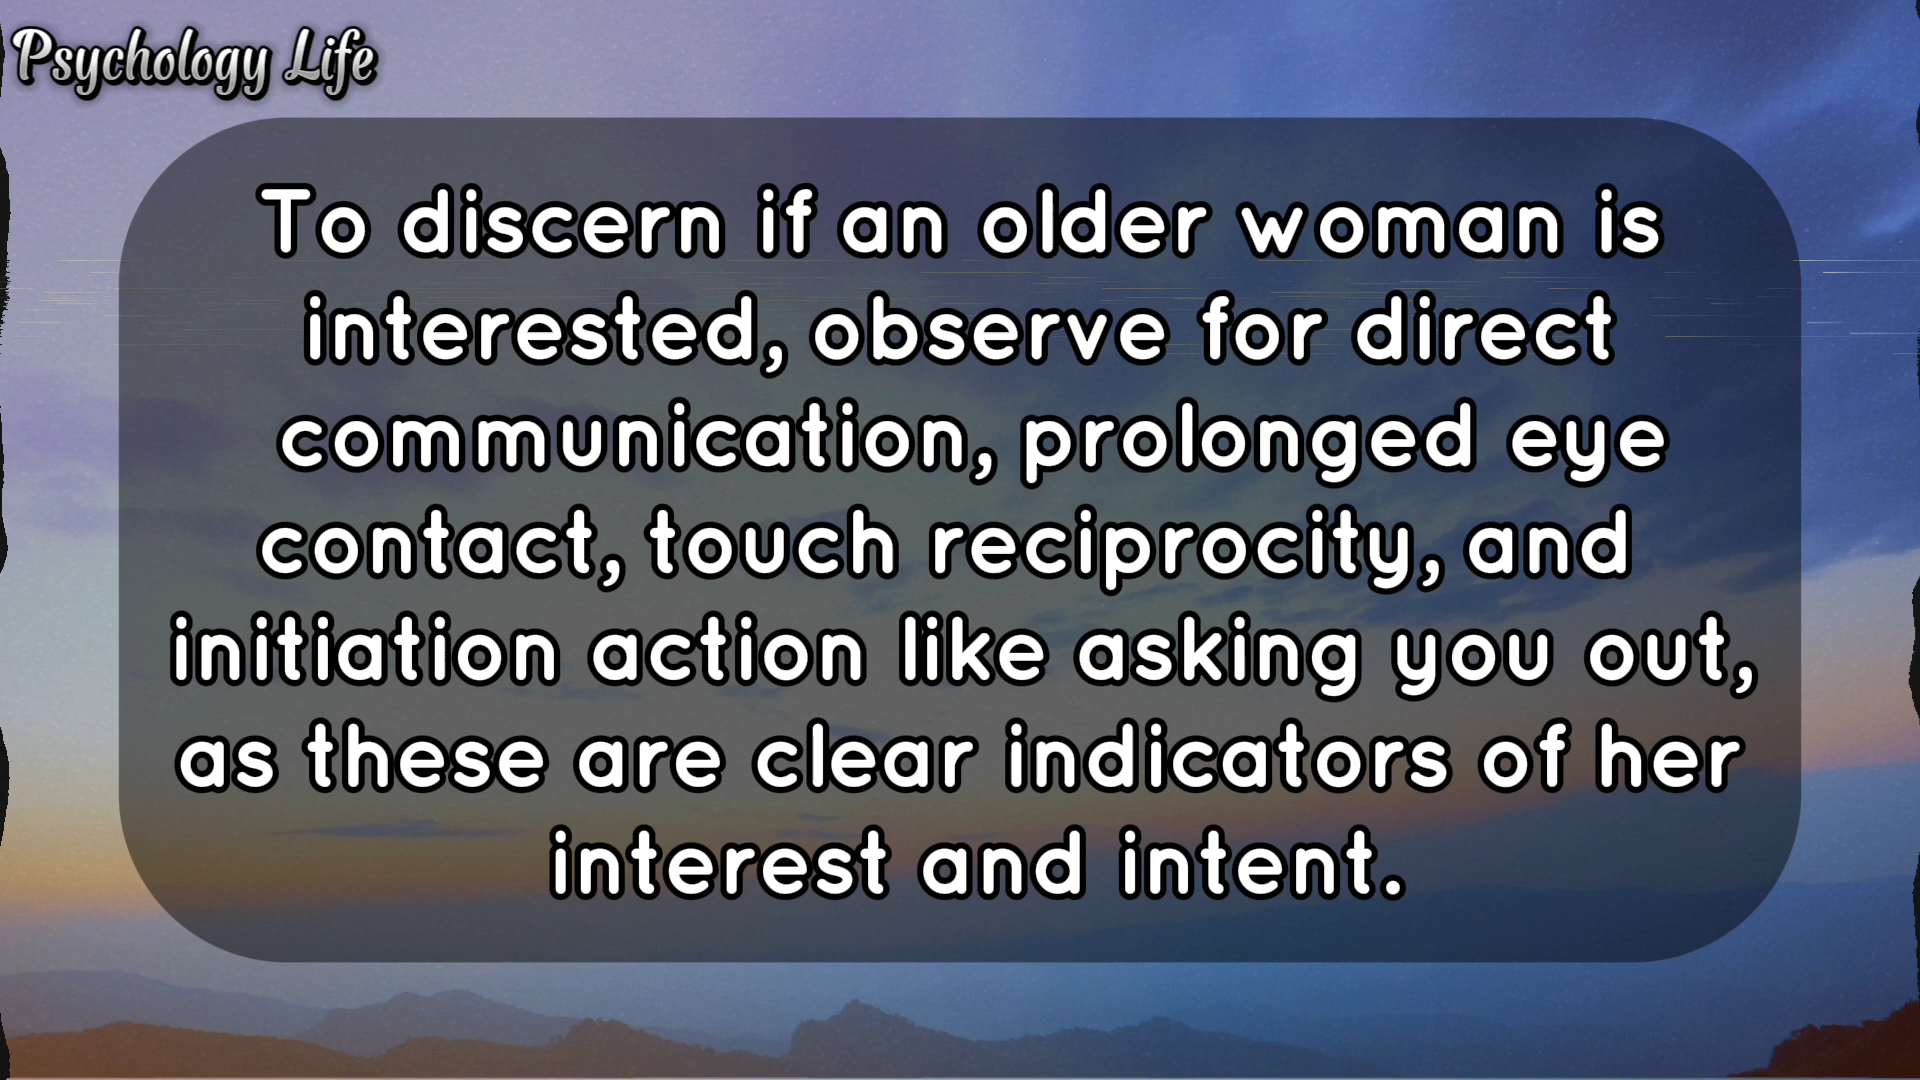 Psychology Life
To discern if an older woman is
interested, observe for direct
communication, prolonged eye
contact, touch reciprocity, and
initiation action like asking you out,
as these are clear indicators of her
interest and intent.